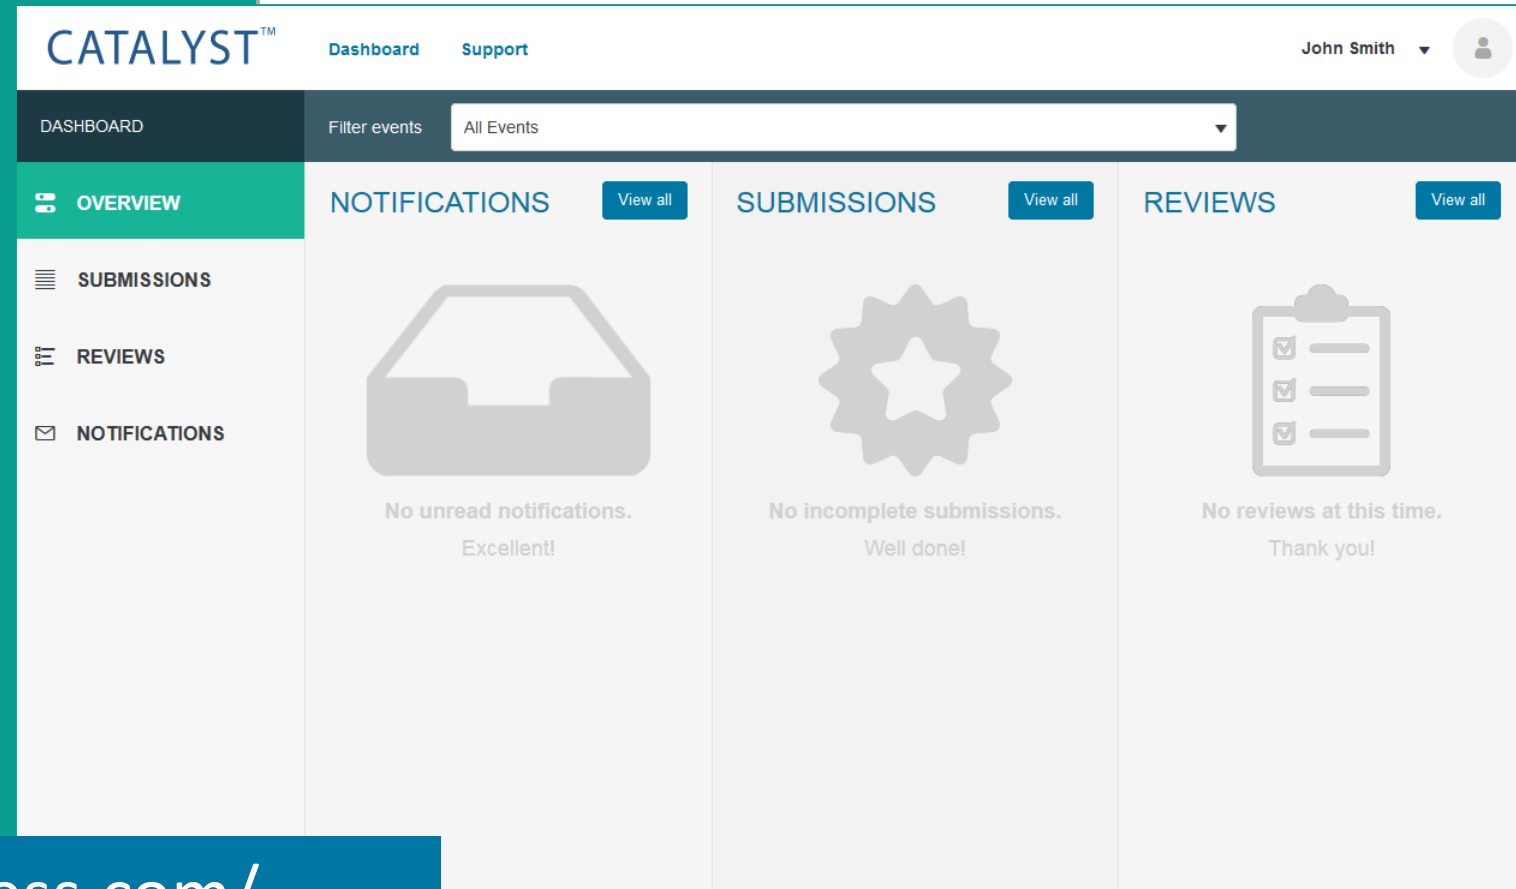 CATALYST™
Dashboard Support
John Smith
DASHBOARD
Filter events All Events
OVERVIEW
SUBMISSIONS
REVIEWS
NOTIFICATIONS
NOTIFICATIONS View all
No unread notifications.
Excellent!
SUBMISSIONS View all
No incomplete submissions.
Well done!
REVIEWS View all
No reviews at this time.
Thank you!